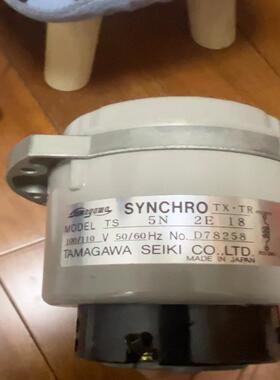 Tamagawa SYNCHRO TX-TR
MODEL TS 5N 2E 18
100/110 V 50/60Hz No. D78258
TAMAGAWA SEIKI CO.,LTD.
MADE IN JAPAN